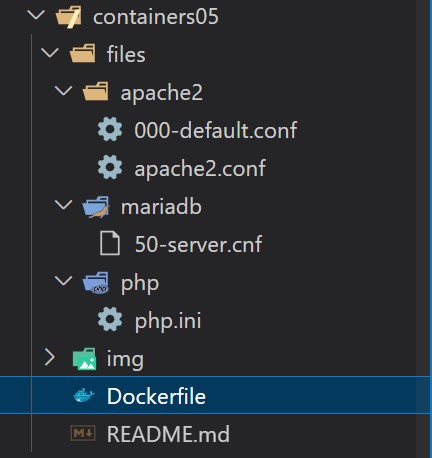 containers05
files
apache2
000-default.conf
apache2.conf
mariadb
50-server.cnf
php
php.ini
img
Dockerfile
README.md